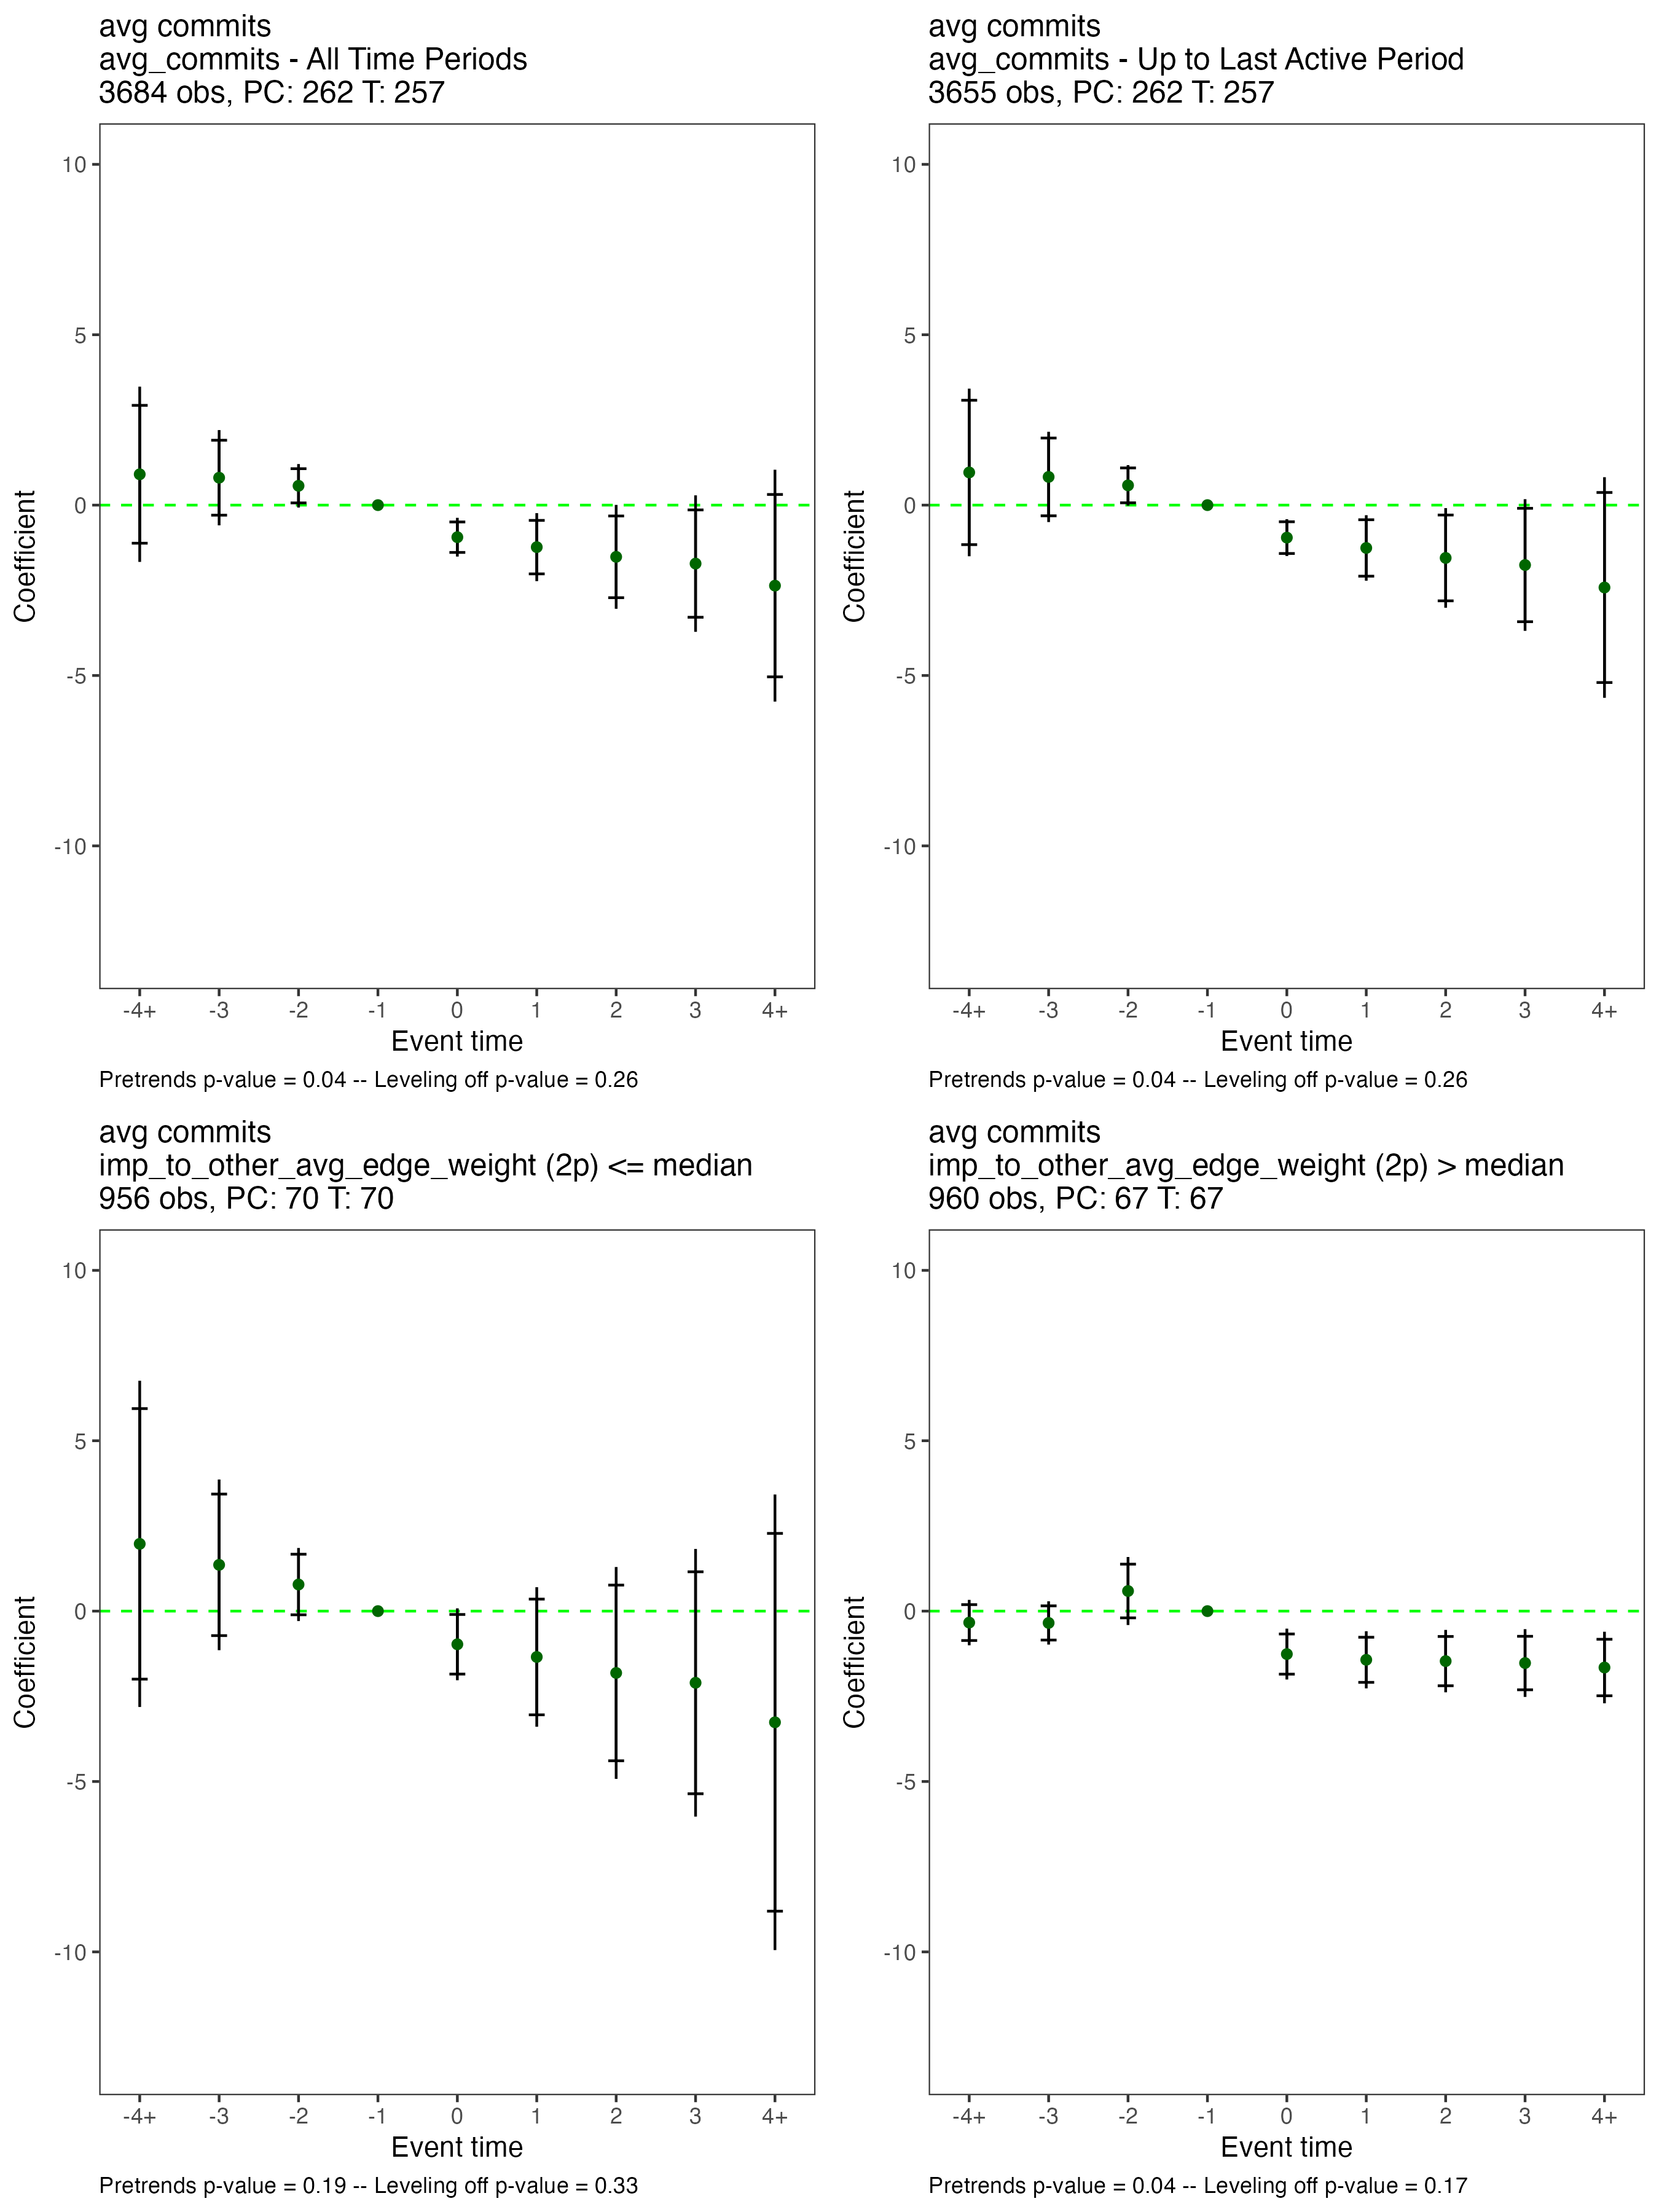 avg commits
avg_commits - All Time Periods
3684 obs, PC: 262 T: 257
10
5
0
-5
-10
Coefficient
-4+ -3 -2 -1 0 1 2 3 4+
Event time
Pretrends p-value = 0.04 -- Leveling off p-value = 0.26
avg commits
avg_commits - Up to Last Active Period
3655 obs, PC: 262 T: 257
10
5
0
-5
-10
Coefficient
-4+ -3 -2 -1 0 1 2 3 4+
Event time
Pretrends p-value = 0.04 -- Leveling off p-value = 0.26
avg commits
imp_to_other_avg_edge_weight (2p) <= median
956 obs, PC: 70 T: 70
10
5
0
-5
-10
Coefficient
-4+ -3 -2 -1 0 1 2 3 4+
Event time
Pretrends p-value = 0.19 -- Leveling off p-value = 0.33
avg commits
imp_to_other_avg_edge_weight (2p) > median
960 obs, PC: 67 T: 67
10
5
0
-5
-10
Coefficient
-4+ -3 -2 -1 0 1 2 3 4+
Event time
Pretrends p-value = 0.04 -- Leveling off p-value = 0.17